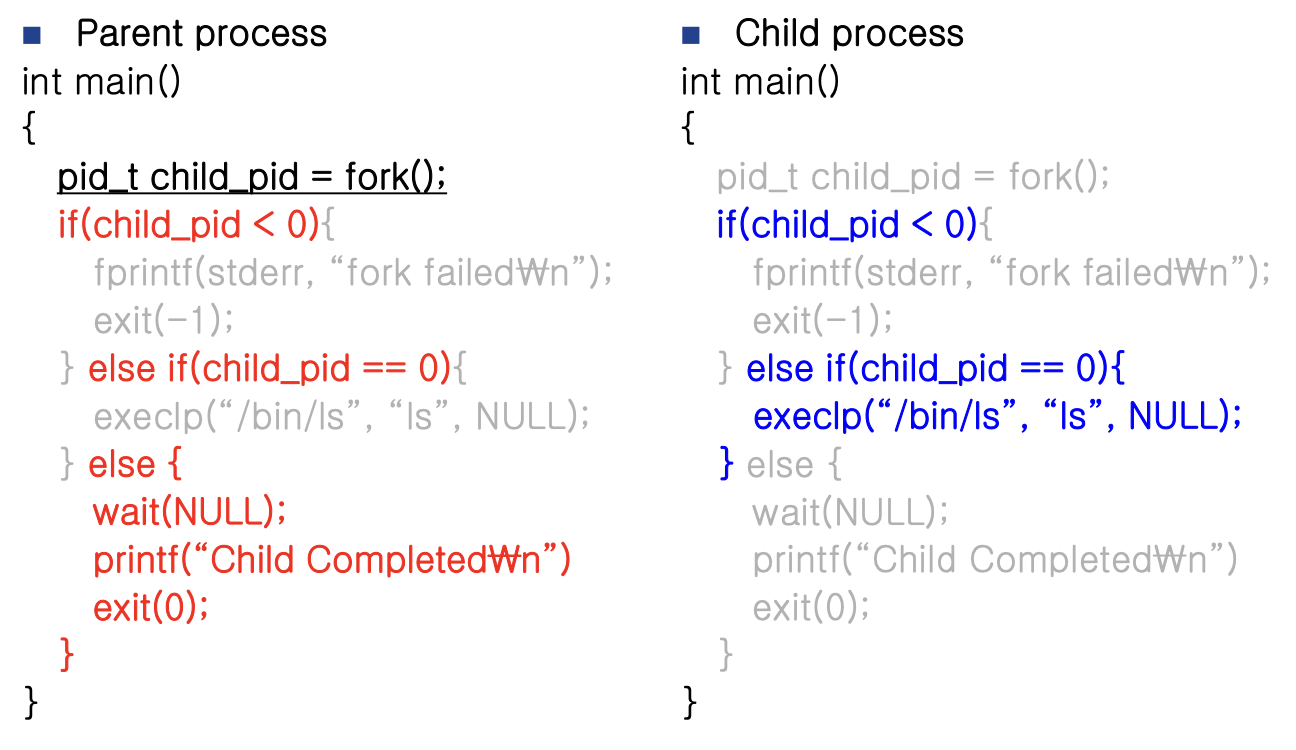 Parent process
int main()
{
pid_t child_pid = fork();
if(child_pid < 0){
fprintf(stderr, “fork failed₩n”);
exit(-1);
} else if(child_pid == 0){
execlp(“/bin/ls”, “ls”, NULL);
} else {
wait(NULL);
printf(“Child Completed₩n”)
exit(0);
}
}
Child process
int main()
{
pid_t child_pid = fork();
if(child_pid < 0){
fprintf(stderr, “fork failed₩n”);
exit(-1);
} else if(child_pid == 0){
execlp(“/bin/ls”, “ls”, NULL);
} else {
wait(NULL);
printf(“Child Completed₩n”)
exit(0);
}
}